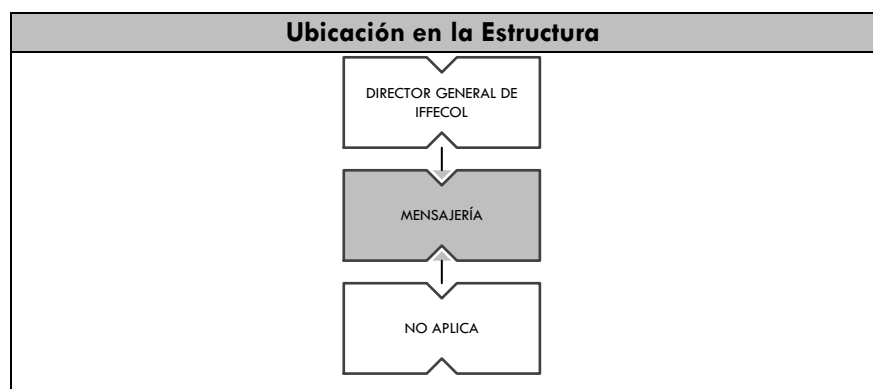 Ubicación en la Estructura
DIRECTOR GENERAL DE
IFFECOL
MENSAJERÍA
NO APLICA